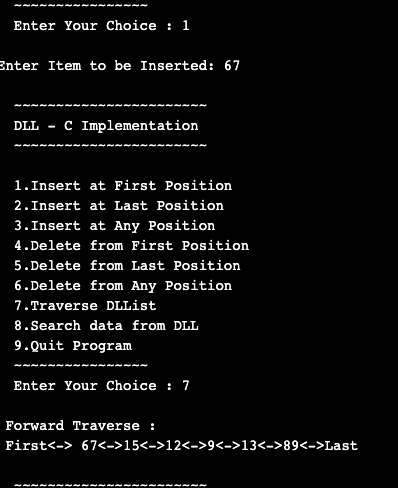 ~~~~~~~~~~~~~~~~
Enter Your Choice : 1
Enter Item to be Inserted: 67
~~~~~~~~~~~~~~~~~~~~~~~
DLL - C Implementation
~~~~~~~~~~~~~~~~~~~~~~~
1.Insert at First Position
2.Insert at Last Position
3.Insert at Any Position
4.Delete from First Position
5.Delete from Last Position
6.Delete from Any Position
7.Traverse DLList
8.Search data from DLL
9.Quit Program
~~~~~~~~~~~~~~~~
Enter Your Choice : 7
Forward Traverse :
First<-> 67<->15<->12<->9<->13<->89<->Last
~~~~~~~~~~~~~~~~~~~~~~~